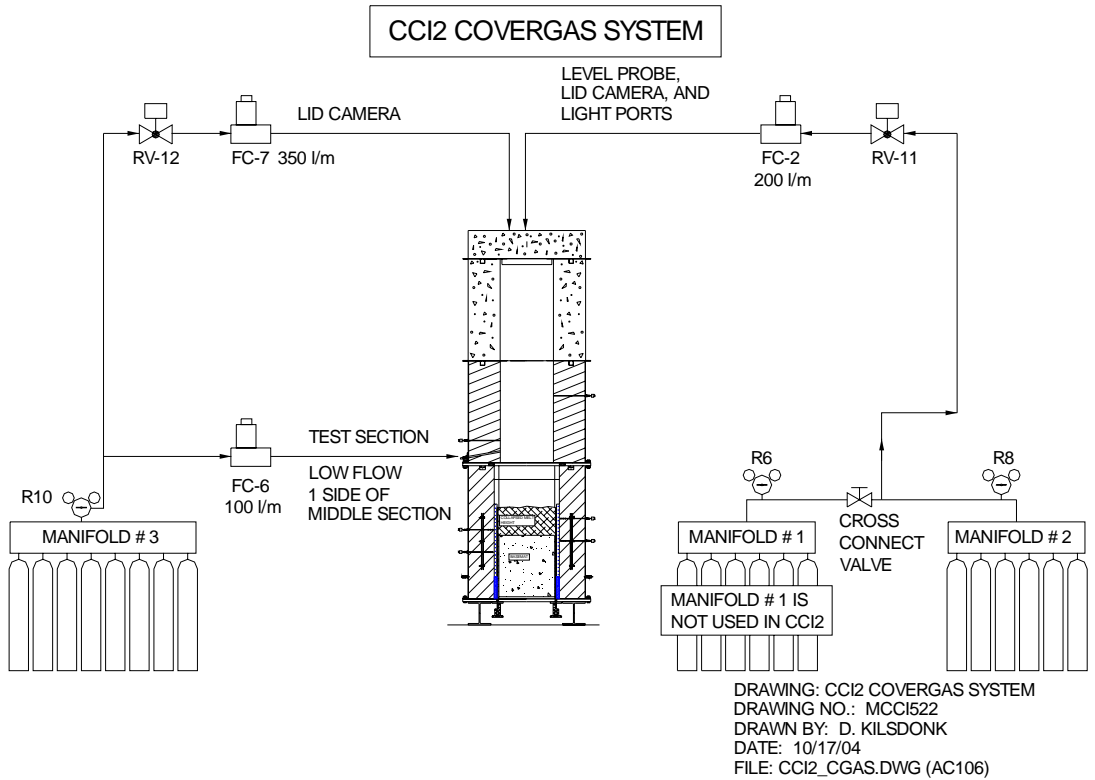 CCI2 COVERGAS SYSTEM
LEVEL PROBE,
LID CAMERA, AND
LIGHT PORTS
LID CAMERA
RV-12
FC-7 350 l/m
FC-2
200 l/m
RV-11
TEST SECTION
LOW FLOW
1 SIDE OF
MIDDLE SECTION
FC-6
100 l/m
R10
MANIFOLD # 3
R6
R8
MANIFOLD # 1
CROSS
CONNECT
VALVE
MANIFOLD # 2
MANIFOLD # 1 IS
NOT USED IN CCI2
BASEMAT
DRAWING: CCI2 COVERGAS SYSTEM
DRAWING NO.: MCCI522
DRAWN BY: D. KILSDONK
DATE: 10/17/04
FILE: CCI2_CGAS.DWG (AC106)